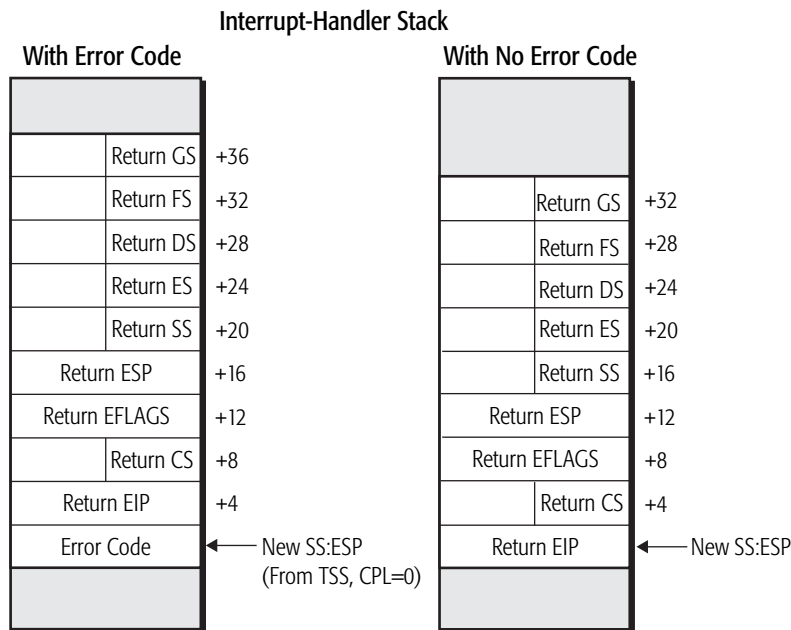 Interrupt-Handler Stack
With Error Code
Return GS +36
Return FS +32
Return DS +28
Return ES +24
Return SS +20
Return ESP +16
Return EFLAGS +12
Return CS +8
Return EIP +4
Error Code New SS:ESP
(From TSS, CPL=0)
With No Error Code
Return GS +32
Return FS +28
Return DS +24
Return ES +20
Return SS +16
Return ESP +12
Return EFLAGS +8
Return CS +4
Return EIP New SS:ESP